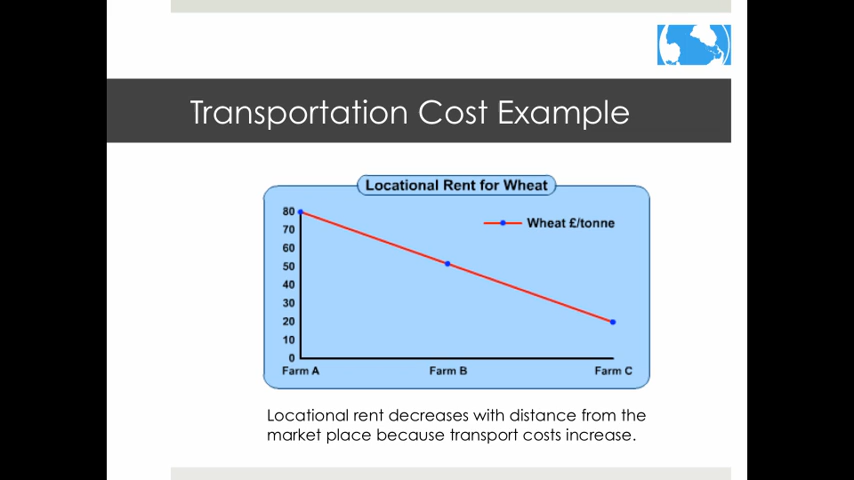 Transportation Cost Example
Locational Rent for Wheat
Wheat £/tonne
80
70
60
50
40
30
20
10
0
Farm A
Farm B
Farm C
Locational rent decreases with distance from the
market place because transport costs increase.